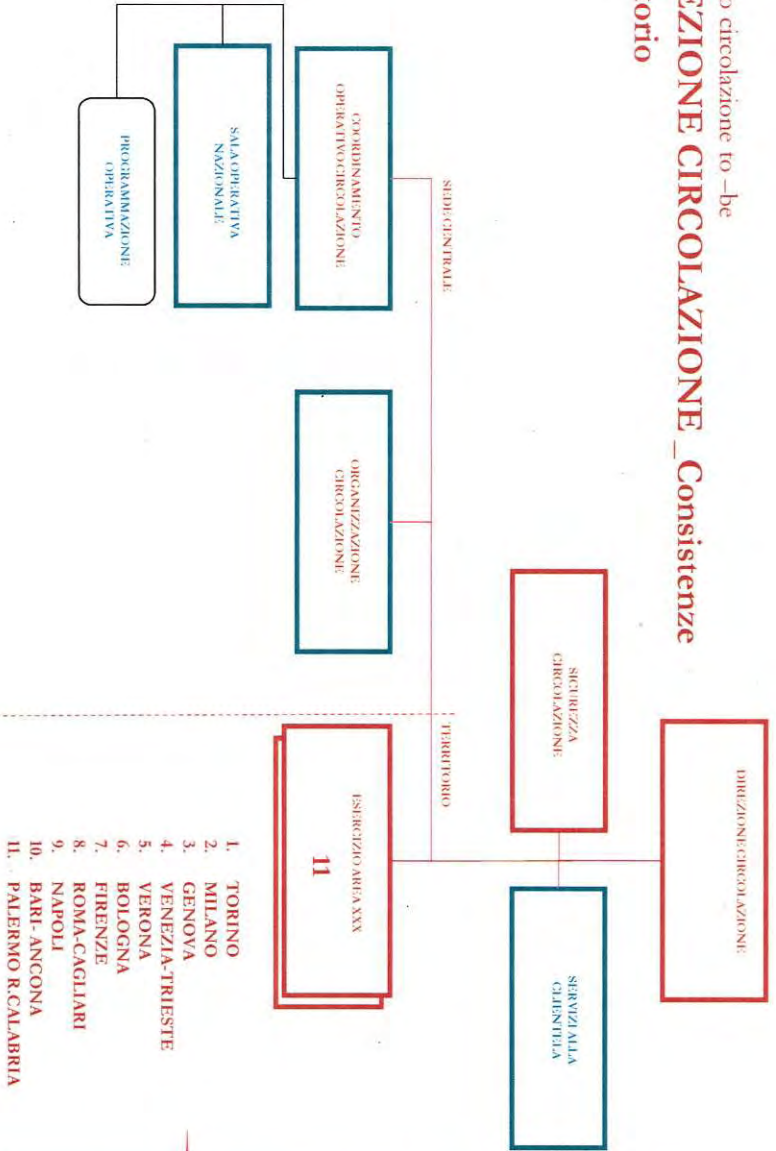 o circolazione to –be
EZIONE CIRCOLAZIONE _Consistenze
torio
DIREZIONE CIRCOLAZIONE
SICUREZZA
CIRCOLAZIONE
SERVIZI ALLA
CLIENTELA
SEDE CENTRALE
TERRITORIO
COORDINAMENTO
OPERATIVO CIRCOLAZIONE
ORGANIZZAZIONE
CIRCOLAZIONE
ESERCIZIO AREA XXX
11
SALA OPERATIVA
NAZIONALE
PROGRAMMAZIONE
OPERATIVA
1. TORINO
2. MILANO
3. GENOVA
4. VENEZIA-TRIESTE
5. VERONA
6. BOLOGNA
7. FIRENZE
8. ROMA-CAGLIARI
9. NAPOLI
10. BARI- ANCONA
11. PALERMO R.CALABRIA